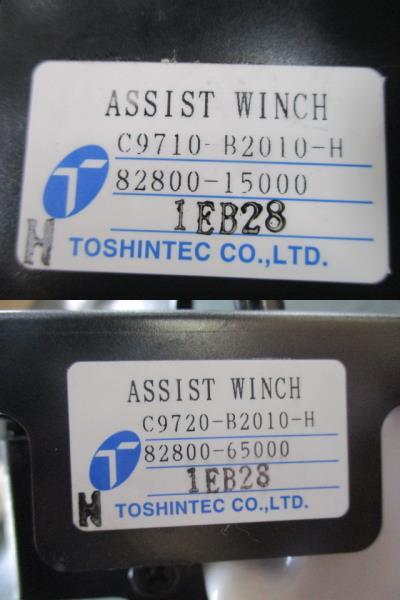 ASSIST WINCH
C9710-B2010-H
82800-15000
1EB28
H TOSHINTEC CO.,LTD.
ASSIST WINCH
C9720-B2010-H
82800-65000
1EB28
H TOSHINTEC CO.,LTD.